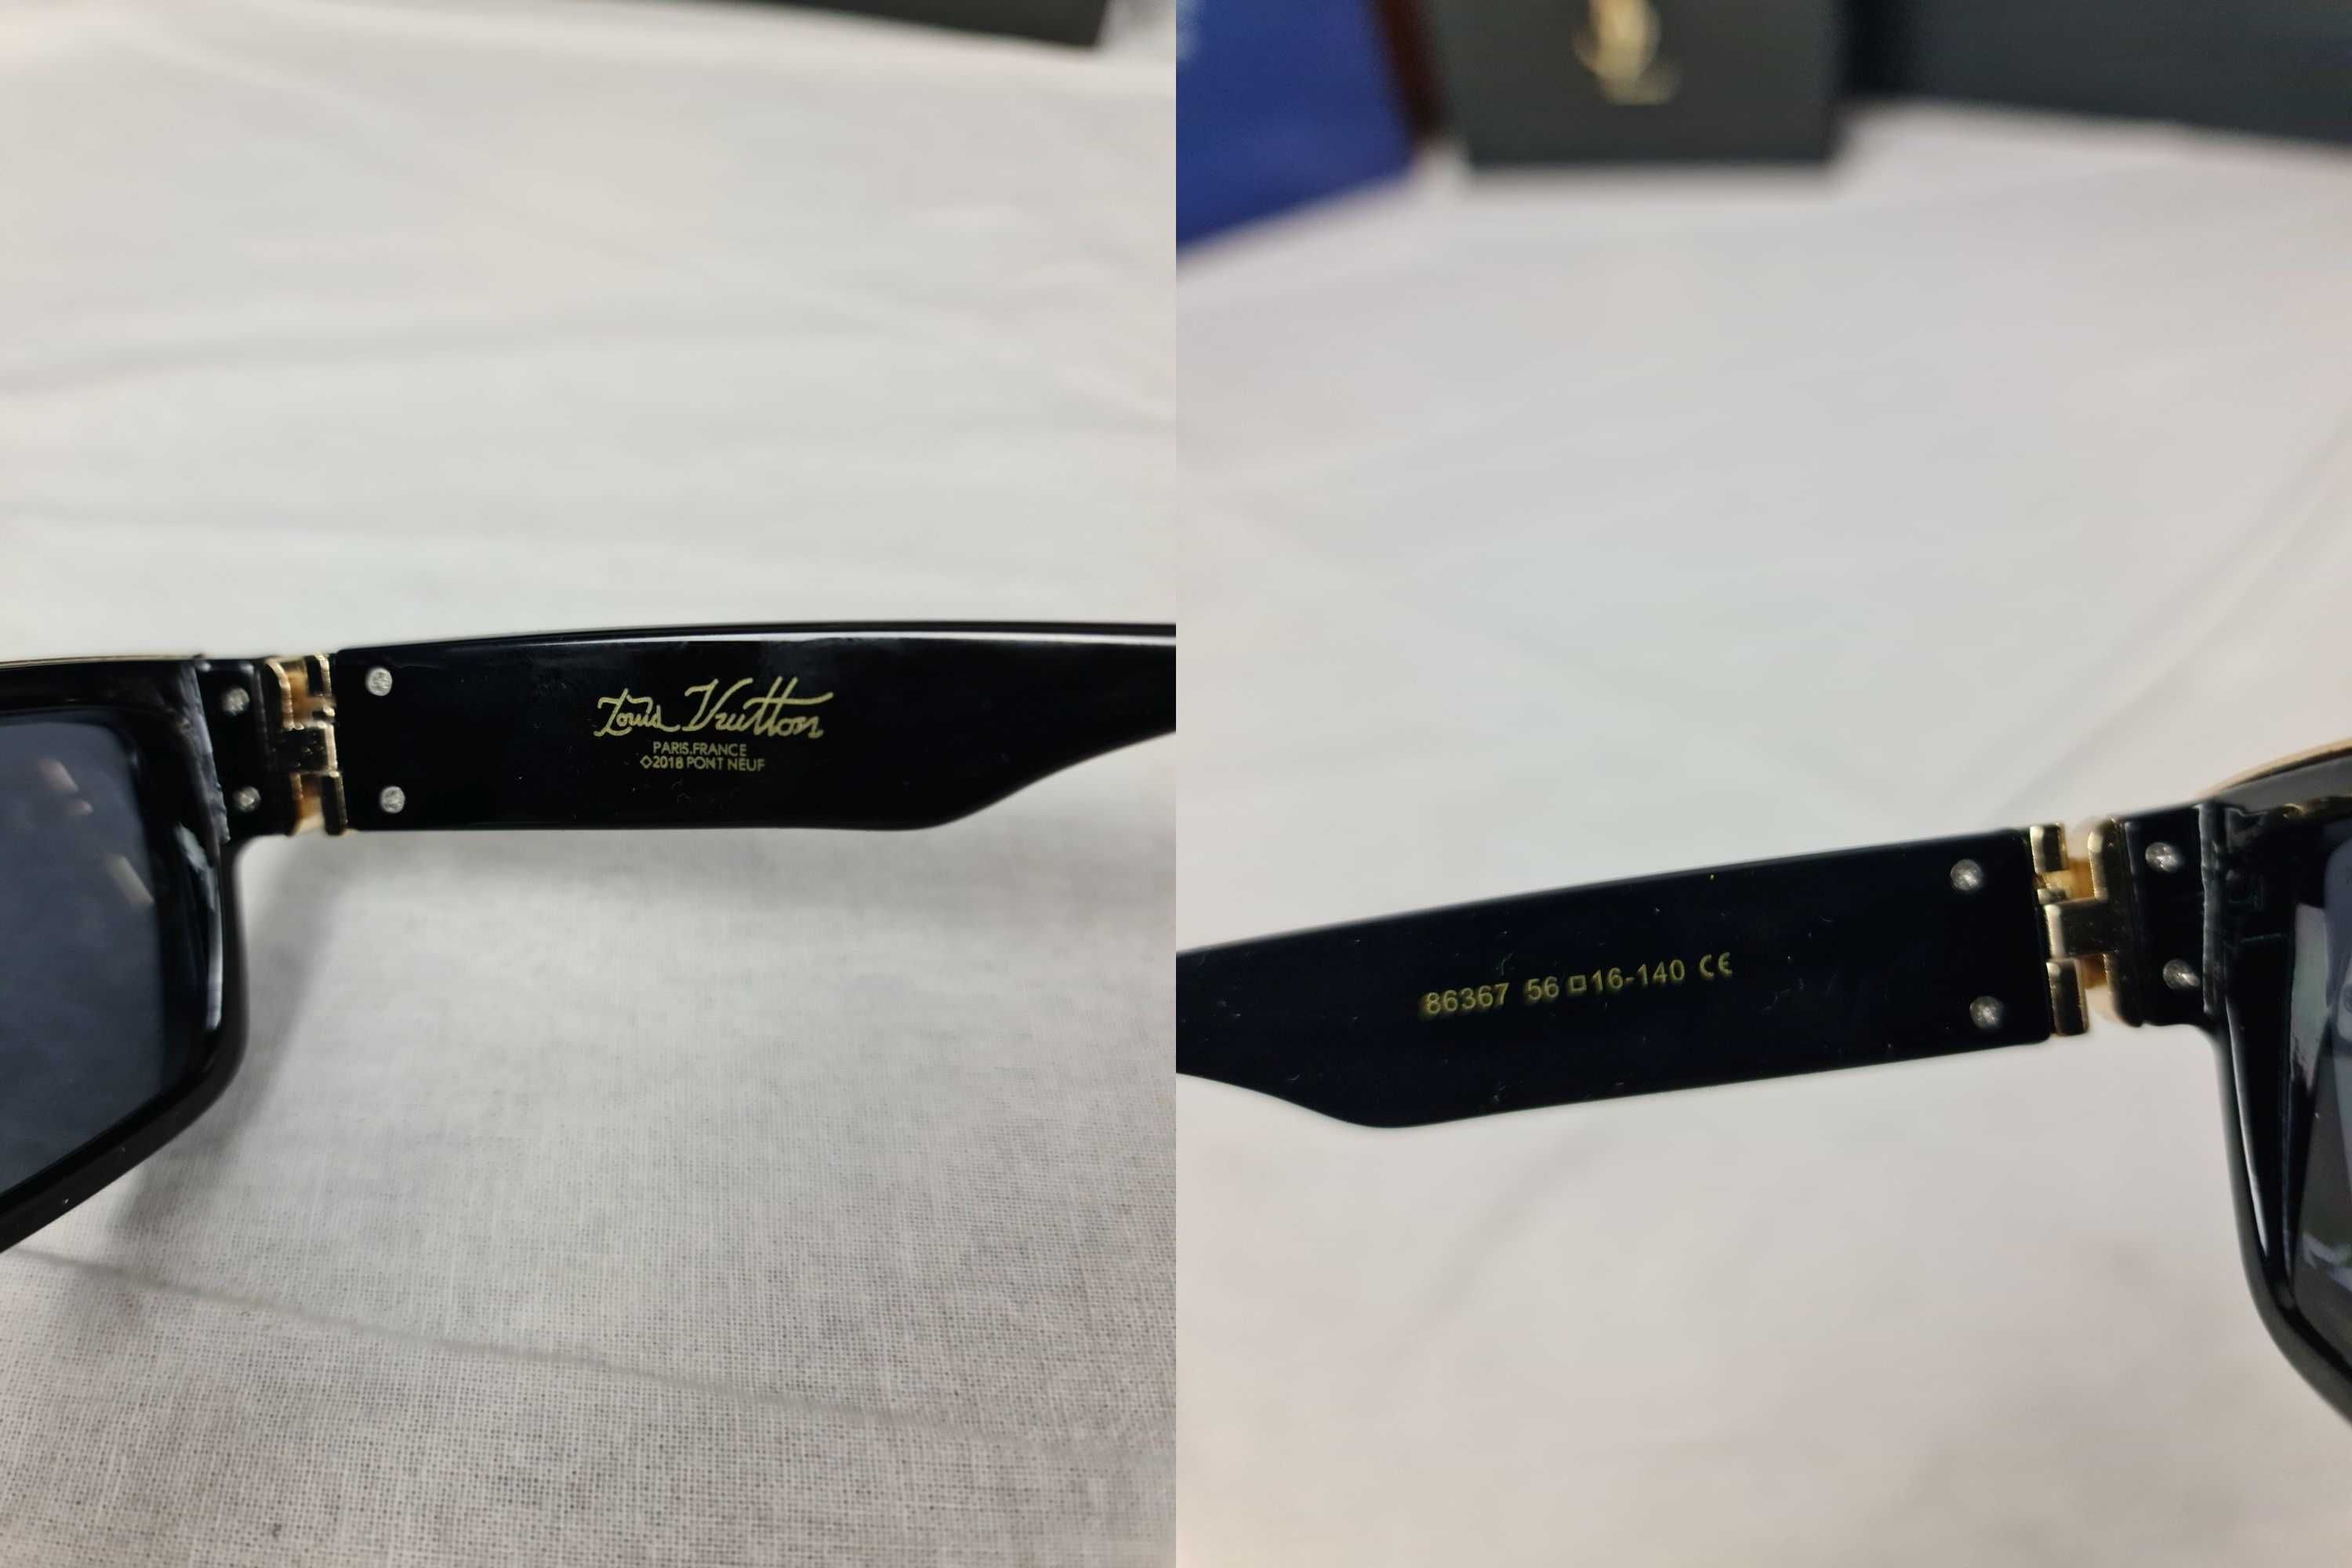 Louis Vuitton
PARIS.FRANCE
◇2018 PONT NEUF
86367 56□16-140 CE